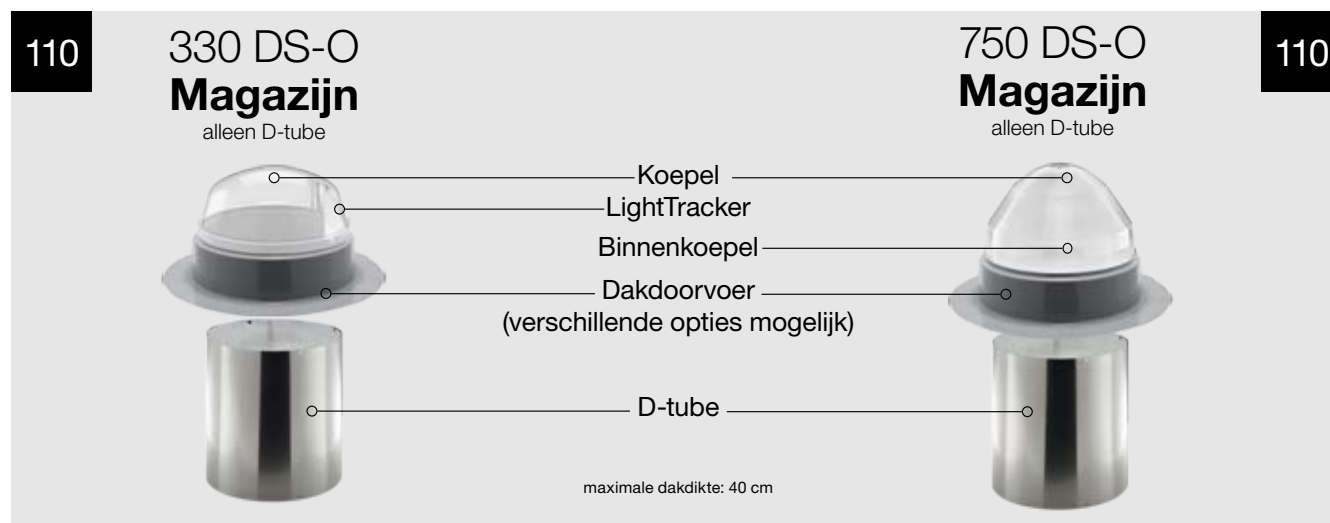 110
330 DS-O
Magazijn
alleen D-tube
750 DS-O
Magazijn
alleen D-tube
110
Koepel
LightTracker
Binnenkoepel
Dakdoorvoer
(verschillende opties mogelijk)
D-tube
maximale dakdikte: 40 cm